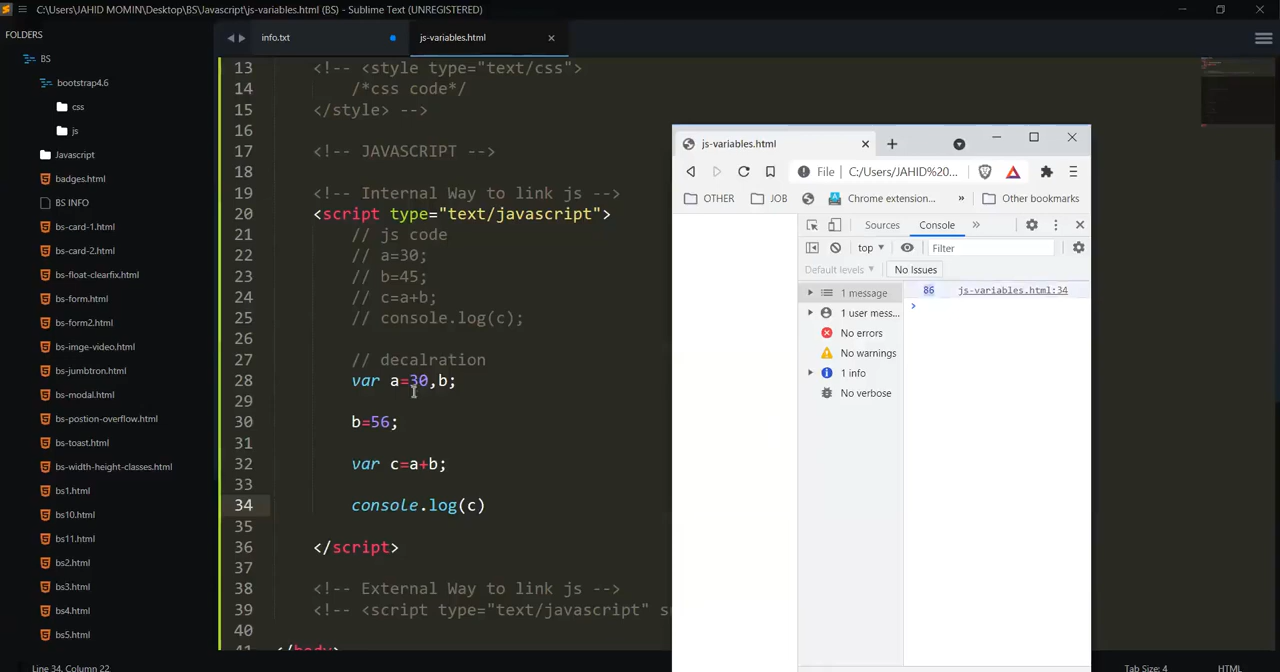 C:\Users\JAHID MOMIN\Desktop\BS\Javascript\js-variables.html (BS) - Sublime Text (UNREGISTERED)
FOLDERS
BS
bootstrap4.6
css
js
Javascript
badges.html
BS INFO
bs-card-1.html
bs-card-2.html
bs-float-clearfix.html
bs-form.html
bs-form2.html
bs-imge-video.html
bs-jumbtron.html
bs-modal.html
bs-postion-overflow.html
bs-toast.html
bs-width-height-classes.html
bs1.html
bs10.html
bs11.html
bs2.html
bs3.html
bs4.html
bs5.html
info.txt
js-variables.html
13 <!-- <style type="text/css">
14 /*css code*/
15 </style> -->
16
17 <!-- JAVASCRIPT -->
18
19 <!-- Internal Way to link js -->
20 <script type="text/javascript">
21 // js code
22 // a=30;
23 // b=45;
24 // c=a+b;
25 // console.log(c);
26
27 // decalration
28 var a=30,b;
29
30 b=56;
31
32 var c=a+b;
33
34 console.log(c)
35
36 </script>
37
38 <!-- External Way to link js -->
39 <!-- <script type="text/javascript" s
40
41 </body>
js-variables.html
File C:/Users/JAHID%20...
OTHER JOB Chrome extension... » Other bookmarks
Sources Console »
top Filter
Default levels No Issues
1 message
1 user mess...
No errors
No warnings
1 info
No verbose
86 js-variables.html:34
Line 34, Column 22
Tab Size: 4
HTML